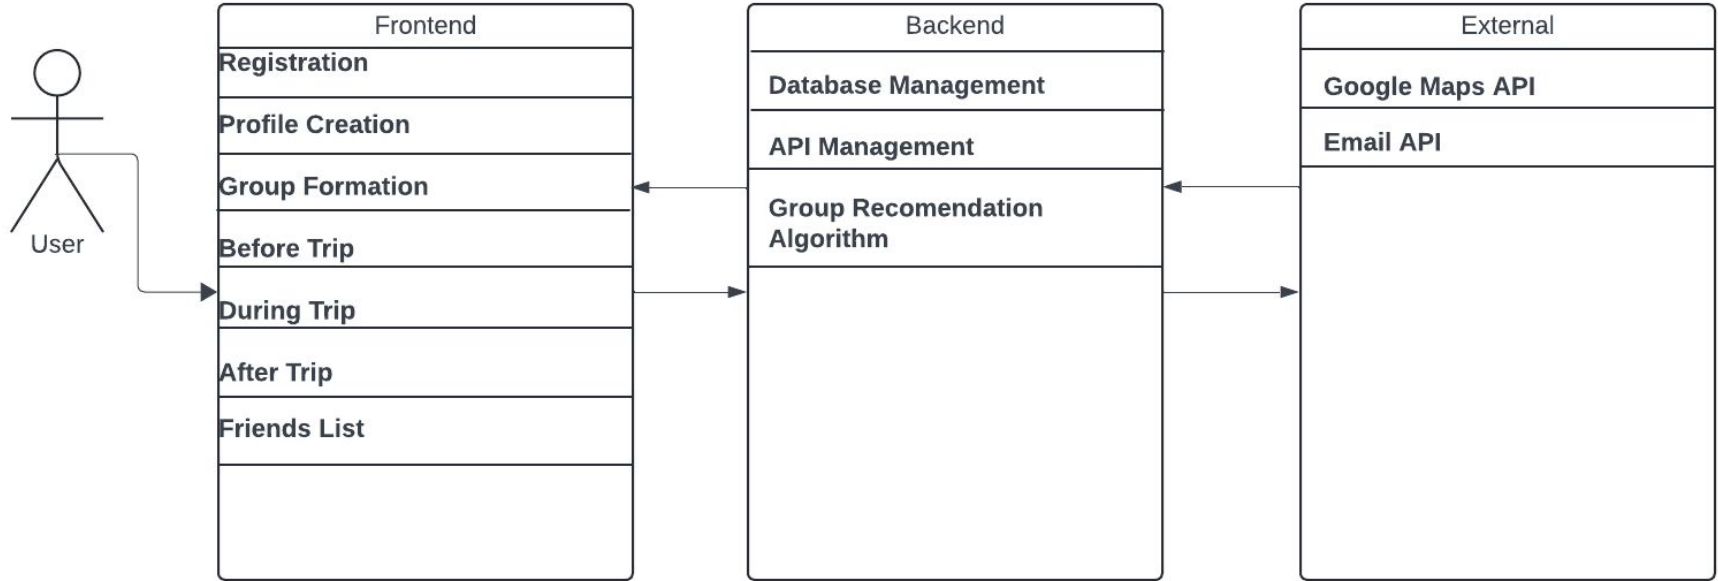 Frontend
Registration
Profile Creation
Group Formation
Before Trip
During Trip
After Trip
Friends List
User
Backend
Database Management
API Management
Group Recomendation
Algorithm
External
Google Maps API
Email API